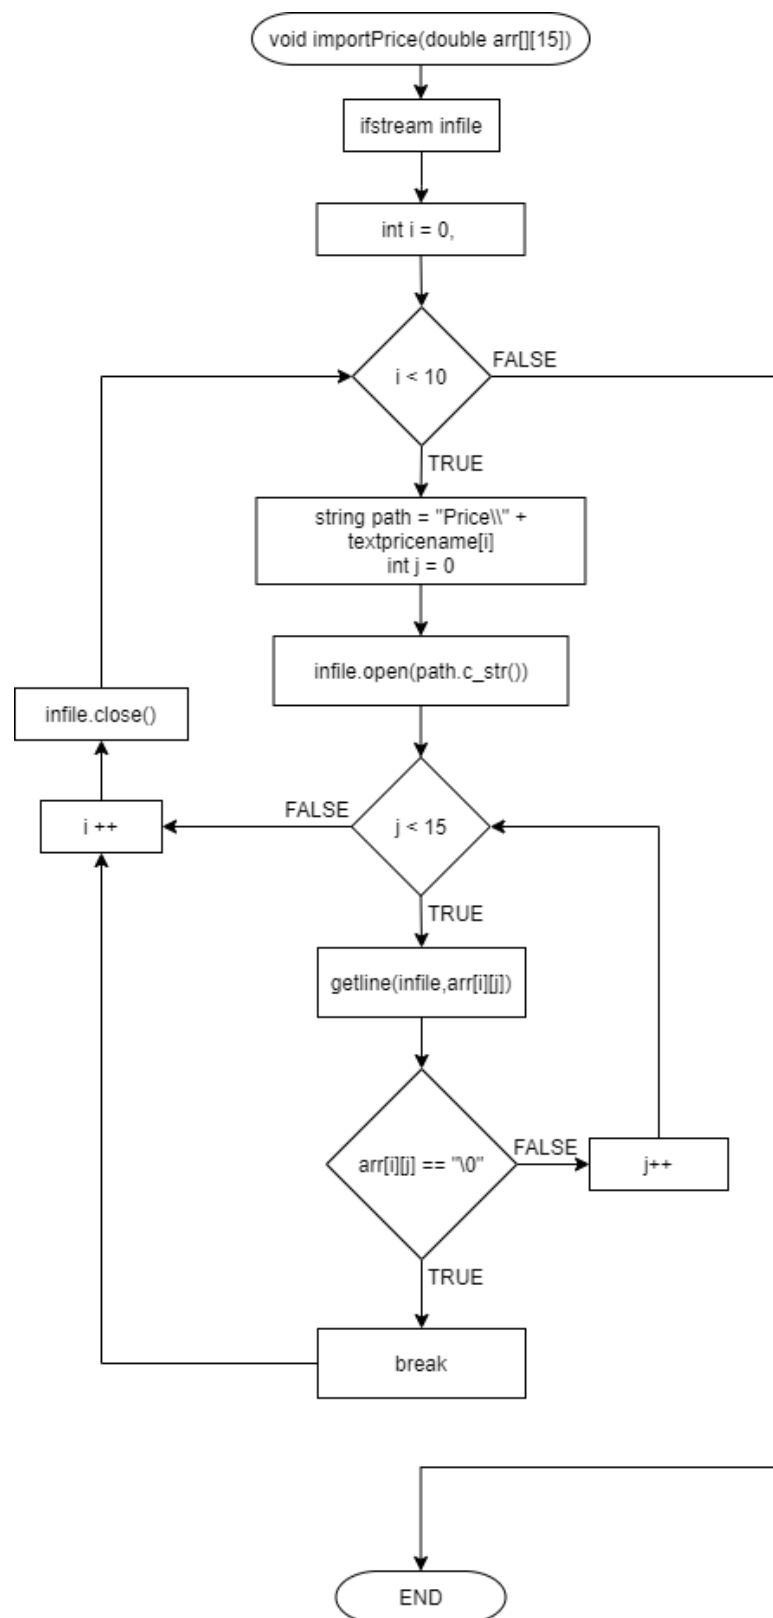 void importPrice(double arr[][15])
ifstream infile
int i = 0,
i < 10
FALSE
TRUE
string path = "Price\\" +
textpricename[i]
int j = 0
infile.open(path.c_str())
infile.close()
i ++
FALSE
j < 15
TRUE
getline(infile,arr[i][j])
arr[i][j] == "\0"
FALSE
j++
TRUE
break
END